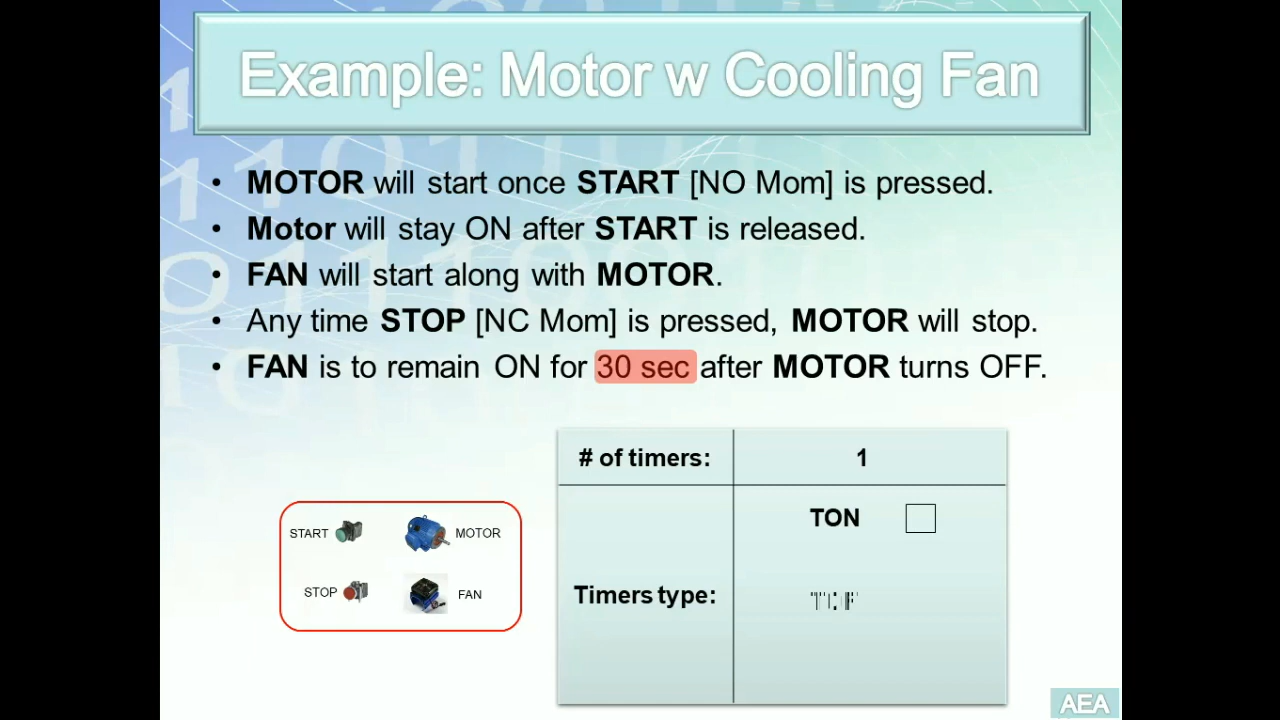 Example: Motor w Cooling Fan
• MOTOR will start once START [NO Mom] is pressed.
• Motor will stay ON after START is released.
• FAN will start along with MOTOR.
• Any time STOP [NC Mom] is pressed, MOTOR will stop.
• FAN is to remain ON for 30 sec after MOTOR turns OFF.
# of timers: 1
TON
Timers type:
START MOTOR
STOP FAN
AEA